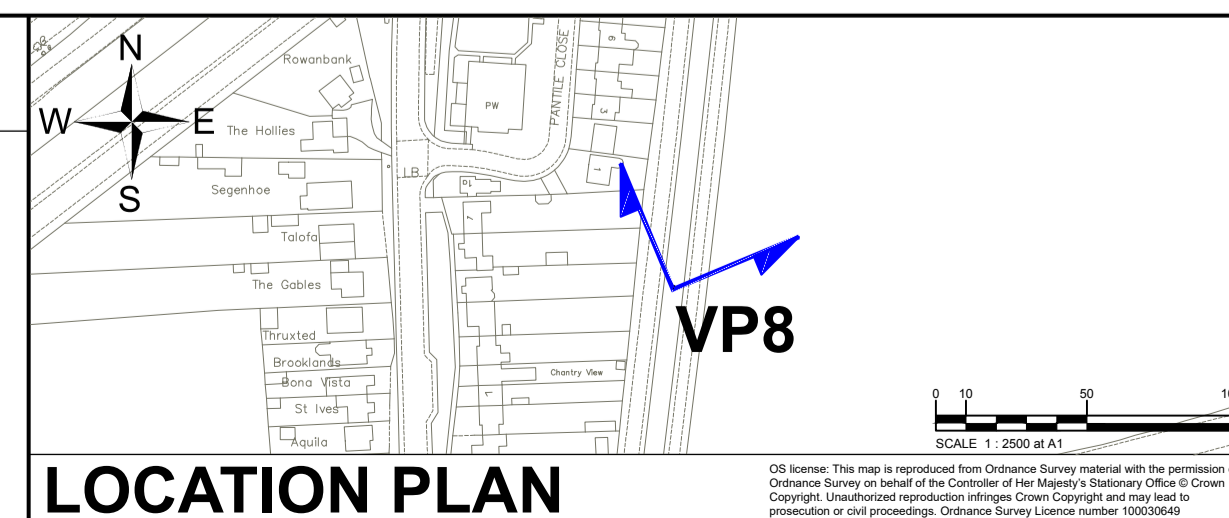 N
W E
S
Rowanbank
The Hollies
Segenhoe
Talofa
The Gables
Thruxted
Brooklands
Bona Vista
St Ives
Aquila
PW
PANTILE CLOSE
LB
1a
6
3
1
1
Chantry View
VP8
0 10 50
SCALE 1 : 2500 at A1
LOCATION PLAN
OS license: This map is reproduced from Ordnance Survey material with the permission
Ordnance Survey on behalf of the Controller of Her Majesty's Stationary Office © Crown
Copyright. Unauthorized reproduction infringes Crown Copyright and may lead to
prosecution or civil proceedings. Ordnance Survey Licence number 100030649